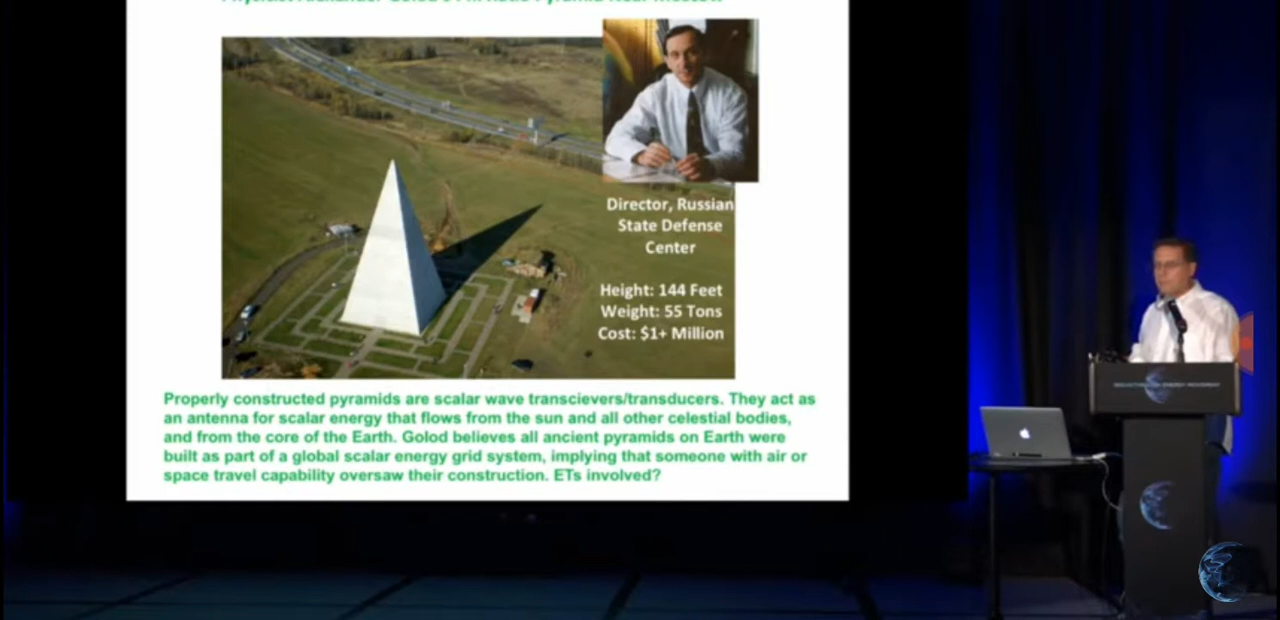 Director, Russian
State Defense
Center
Height: 144 Feet
Weight: 55 Tons
Cost: $1+ Million
Properly constructed pyramids are scalar wave transcievers/transducers. They act as
an antenna for scalar energy that flows from the sun and all other celestial bodies,
and from the core of the Earth. Golod believes all ancient pyramids on Earth were
built as part of a global scalar energy grid system, implying that someone with air or
space travel capability oversaw their construction. ETs involved?
ENERGY MOVEMENT